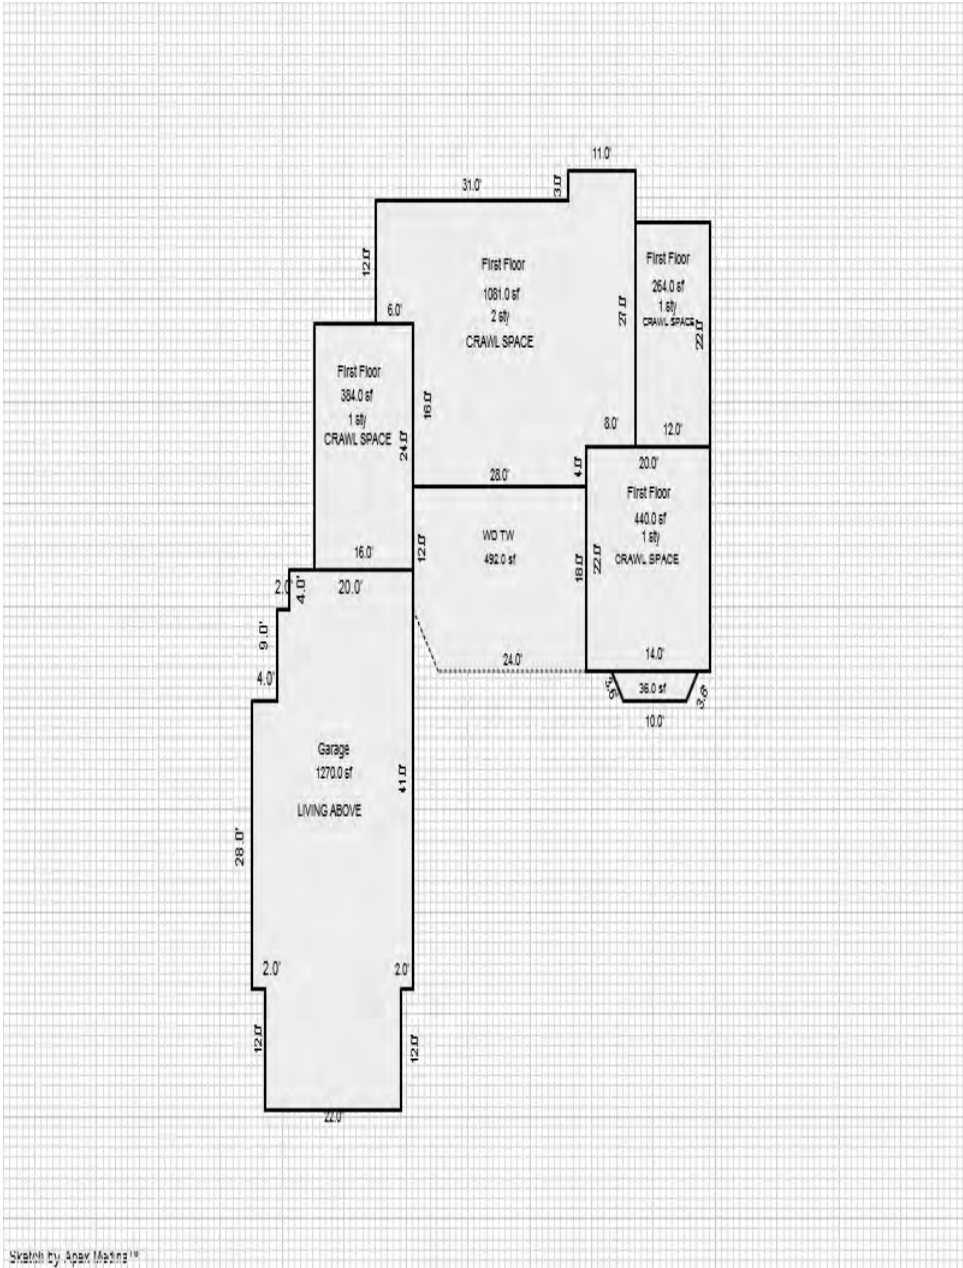 11.0'
31.0'
3.0'
12.0'
First Floor
1081.0 sf
2 sty
CRAWL SPACE
27.0'
First Floor
264.0 sf
1 sty
CRAWL SPACE
22.0'
12.0'
6.0'
First Floor
384.0 sf
1 sty
CRAWL SPACE
24.0'
16.0'
16.0'
8.0'
4.0'
28.0'
20.0'
First Floor
440.0 sf
1 sty
CRAWL SPACE
22.0'
14.0'
12.0'
WD TW
492.0 sf
18.0'
24.0'
3.6'
36.0 sf
3.6'
10.0'
2.0'
4.0'
20.0'
9.0'
4.0'
Garage
1270.0 sf
LIVING ABOVE
41.0'
28.0'
2.0'
2.0'
12.0'
12.0'
22.0'
Sketch by Apex Medina™